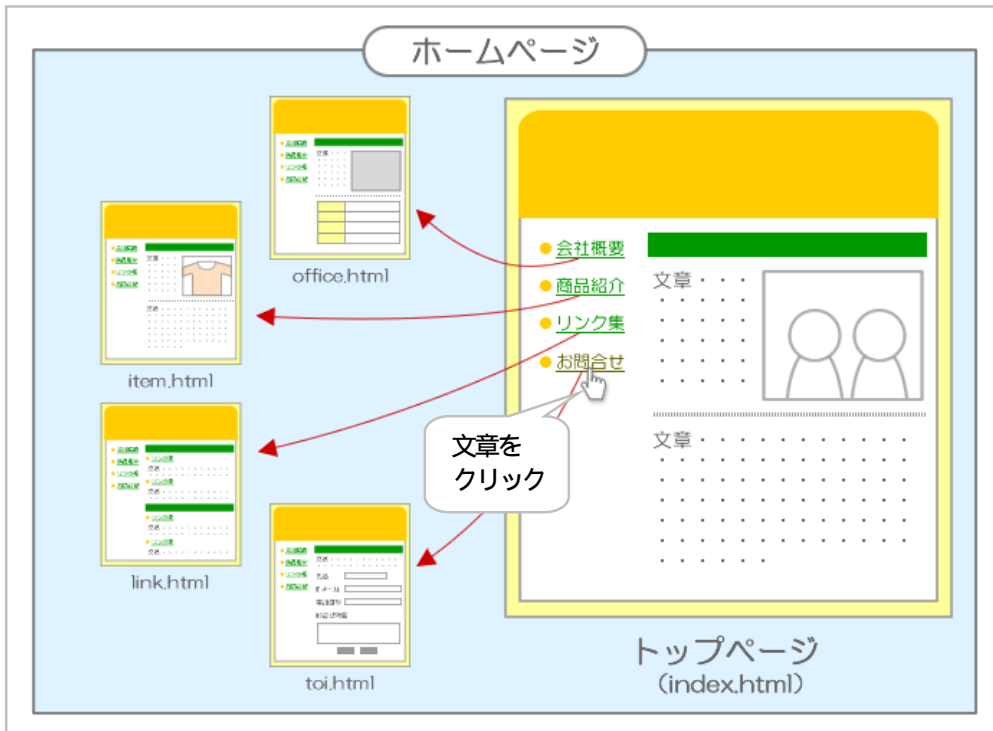 ホームページ
office.html
item.html
link.html
toi.html
会社概要
商品紹介
リンク集
お問合せ
文章・・・
文章を
クリック
文章・・・・・・・・・・・
トップページ
(index.html)